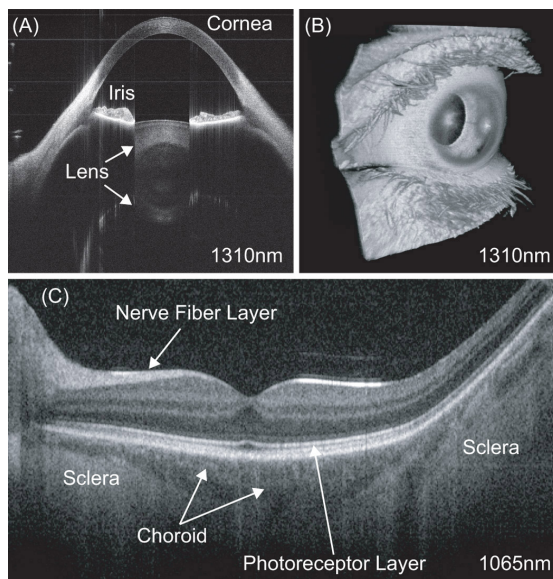 (A)
Cornea
Iris
Lens
1310nm
(B)
1310nm
(C)
Nerve Fiber Layer
Sclera
Sclera
Choroid
Photoreceptor Layer
1065nm